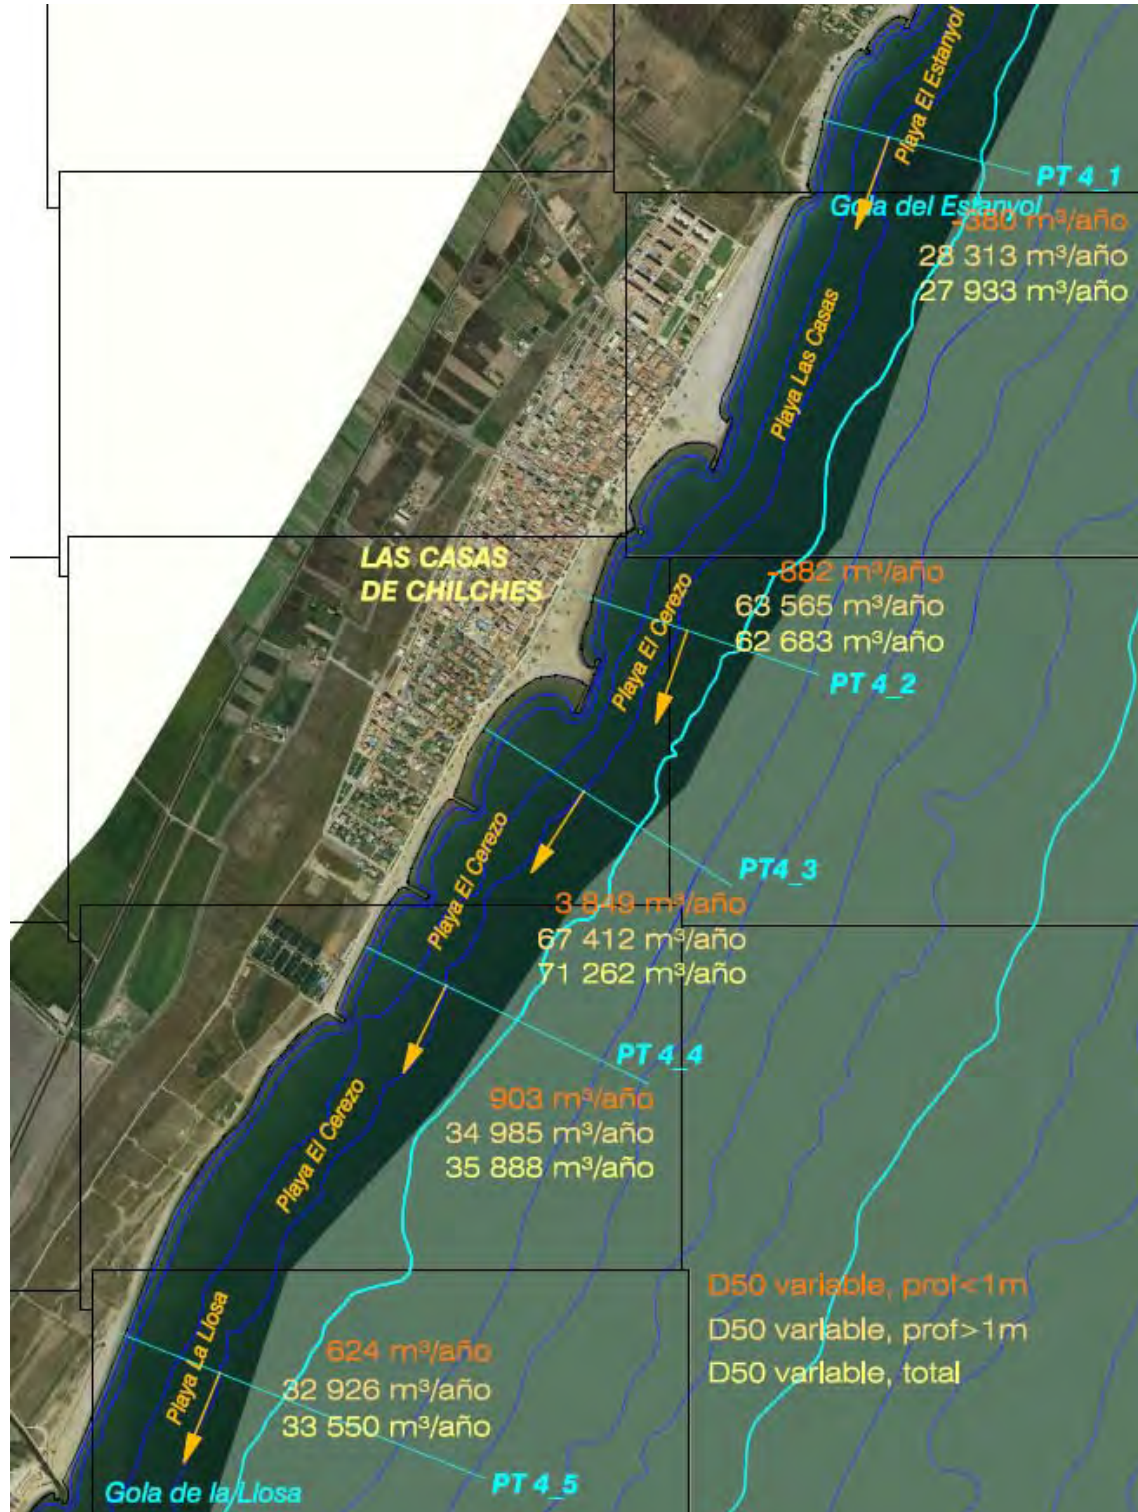 Playa El Estanyol
PT 4_1
Gola del Estanyol
-380 m³/año
28 313 m³/año
27 933 m³/año
Playa Las Casas
LAS CASAS
DE CHILCHES
-882 m³/año
63 565 m³/año
62 683 m³/año
Playa El Cerezo
PT 4_2
PT4_3
Playa El Cerezo
3 849 m³/año
67 412 m³/año
71 262 m³/año
PT 4_4
903 m³/año
34 985 m³/año
35 888 m³/año
Playa El Cerezo
D50 variable, prof<1m
D50 variable, prof>1m
D50 variable, total
Playa La Llosa
624 m³/año
32 926 m³/año
33 550 m³/año
PT 4_5
Gola de la Llosa